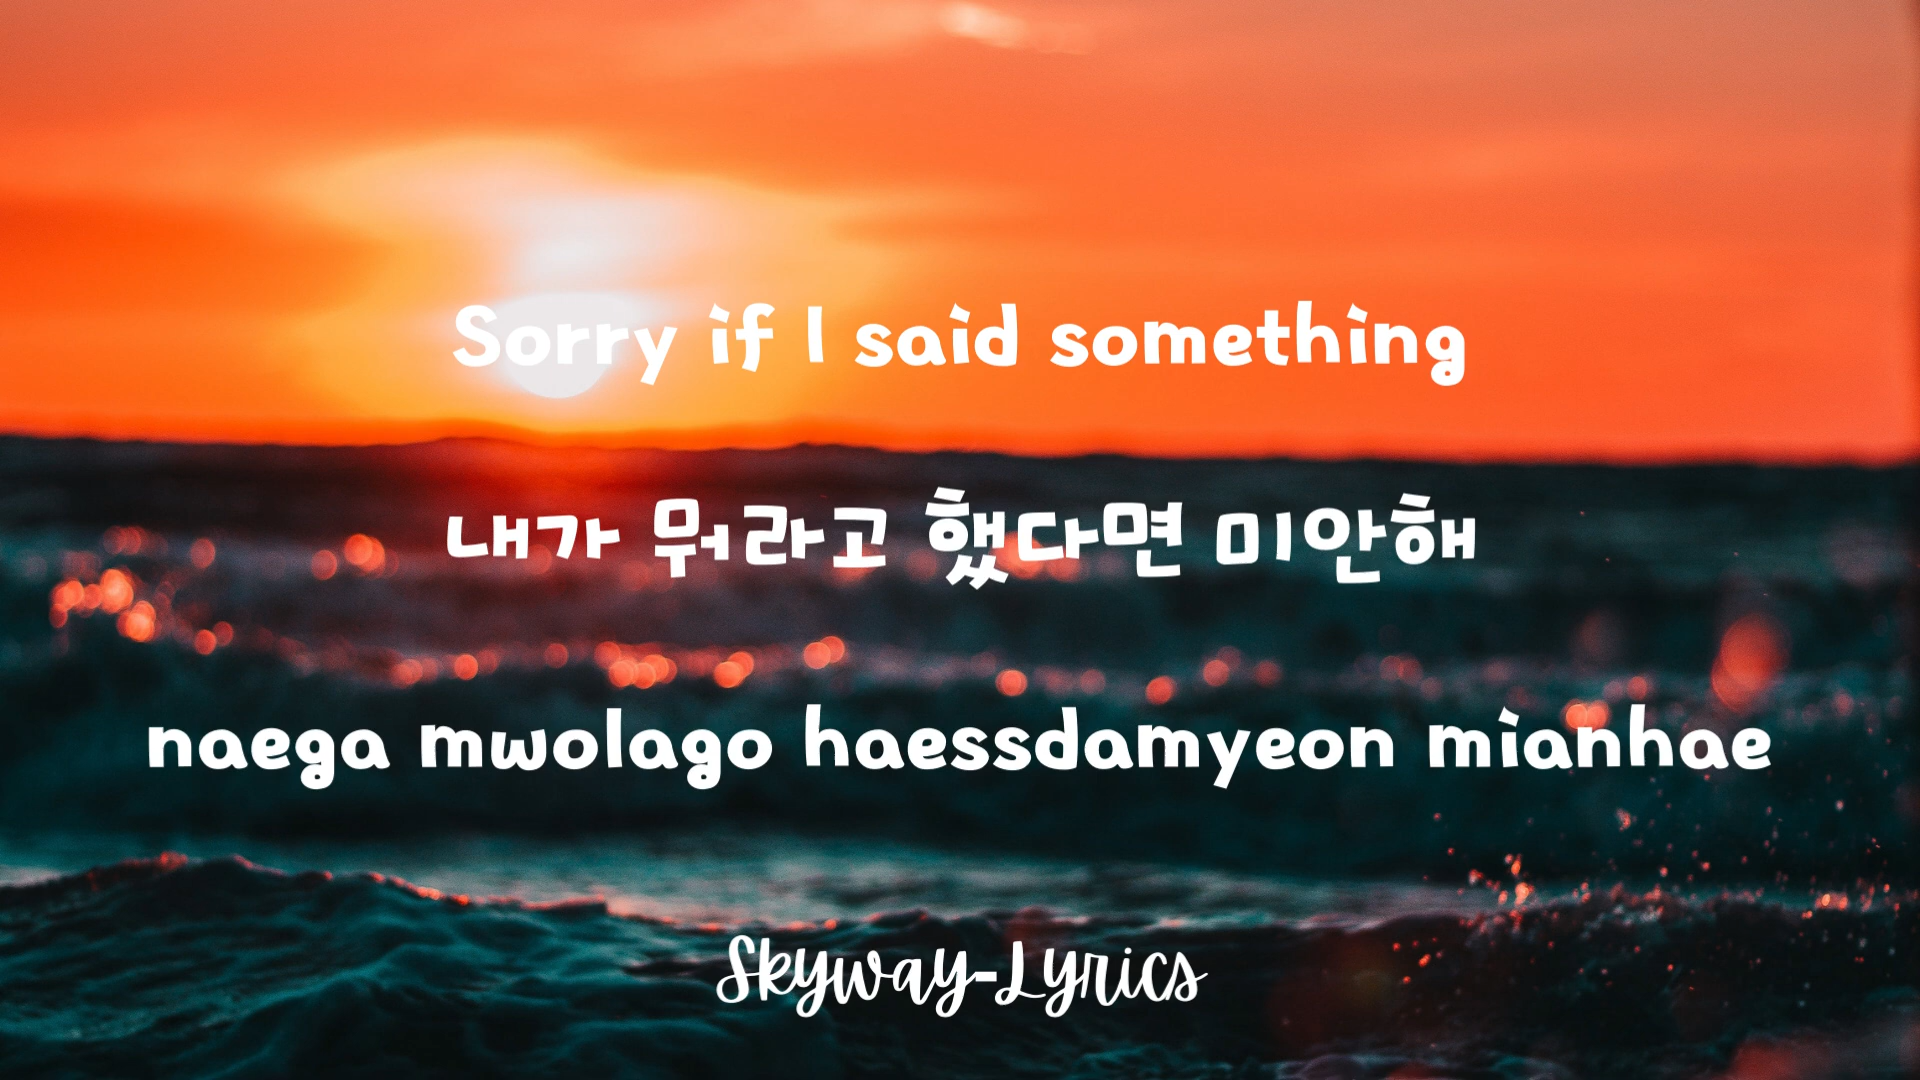 Sorry if I said something
내가 뭐라고 했다면 미안해
naega mwolago haessdamyeon mianhae
Skyway-Lyrics